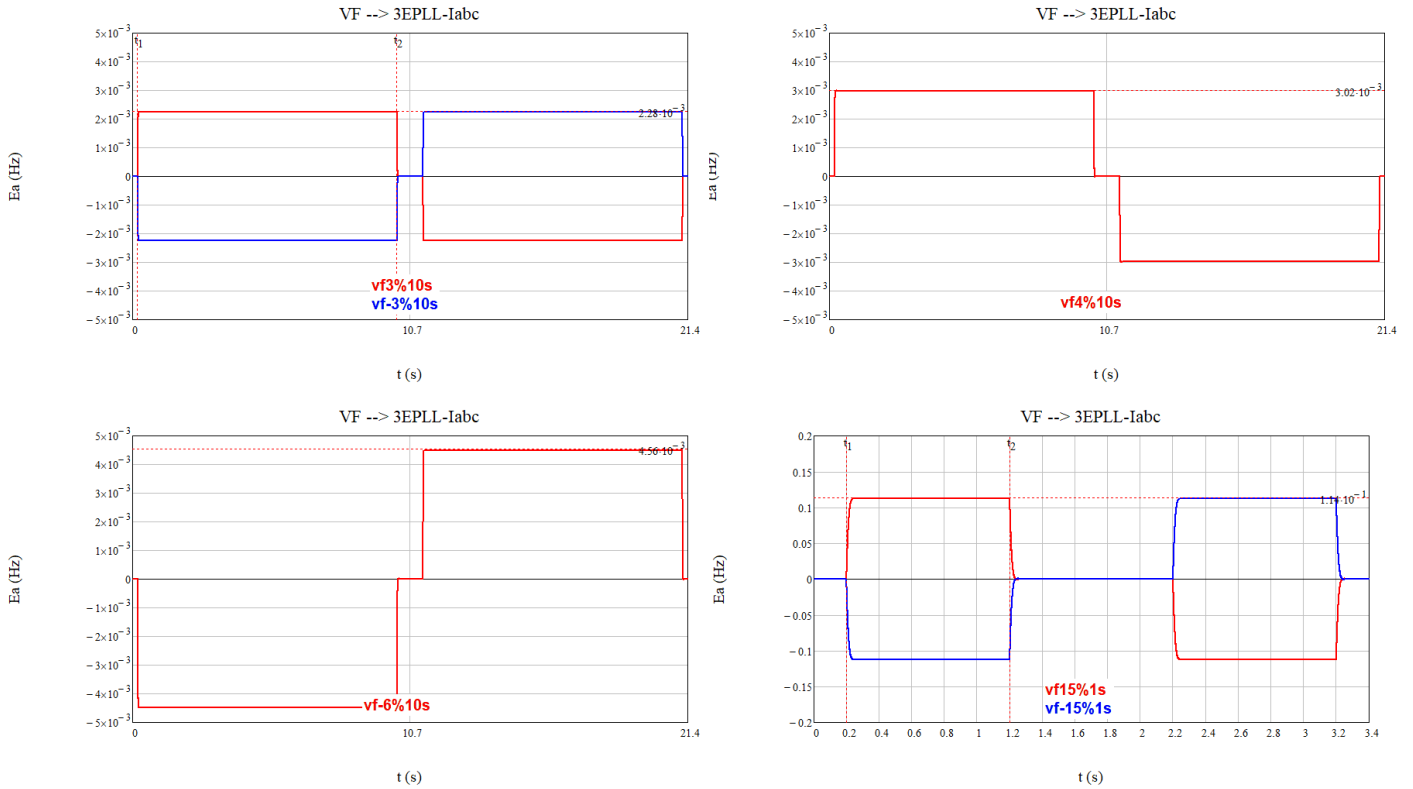 VF --> 3EPLL-Iabc
5×10⁻³
4×10⁻³
3×10⁻³
2×10⁻³
1×10⁻³
0
−1×10⁻³
−2×10⁻³
−3×10⁻³
−4×10⁻³
−5×10⁻³
Ea (Hz)
t₁
t₂
2.28·10⁻³
vf3%10s
vf-3%10s
0
10.7
21.4
t (s)
VF --> 3EPLL-Iabc
5×10⁻³
4×10⁻³
3×10⁻³
2×10⁻³
1×10⁻³
0
−1×10⁻³
−2×10⁻³
−3×10⁻³
−4×10⁻³
−5×10⁻³
Ea (Hz)
3.02·10⁻³
vf4%10s
0
10.7
21.4
t (s)
VF --> 3EPLL-Iabc
5×10⁻³
4×10⁻³
3×10⁻³
2×10⁻³
1×10⁻³
0
−1×10⁻³
−2×10⁻³
−3×10⁻³
−4×10⁻³
−5×10⁻³
Ea (Hz)
4.56·10⁻³
vf-6%10s
0
10.7
21.4
t (s)
VF --> 3EPLL-Iabc
0.2
0.15
0.1
0.05
0
−0.05
−0.1
−0.15
−0.2
Ea (Hz)
t₁
t₂
1.14·10⁻¹
vf15%1s
vf-15%1s
0 0.2 0.4 0.6 0.8 1 1.2 1.4 1.6 1.8 2 2.2 2.4 2.6 2.8 3 3.2 3.4
t (s)